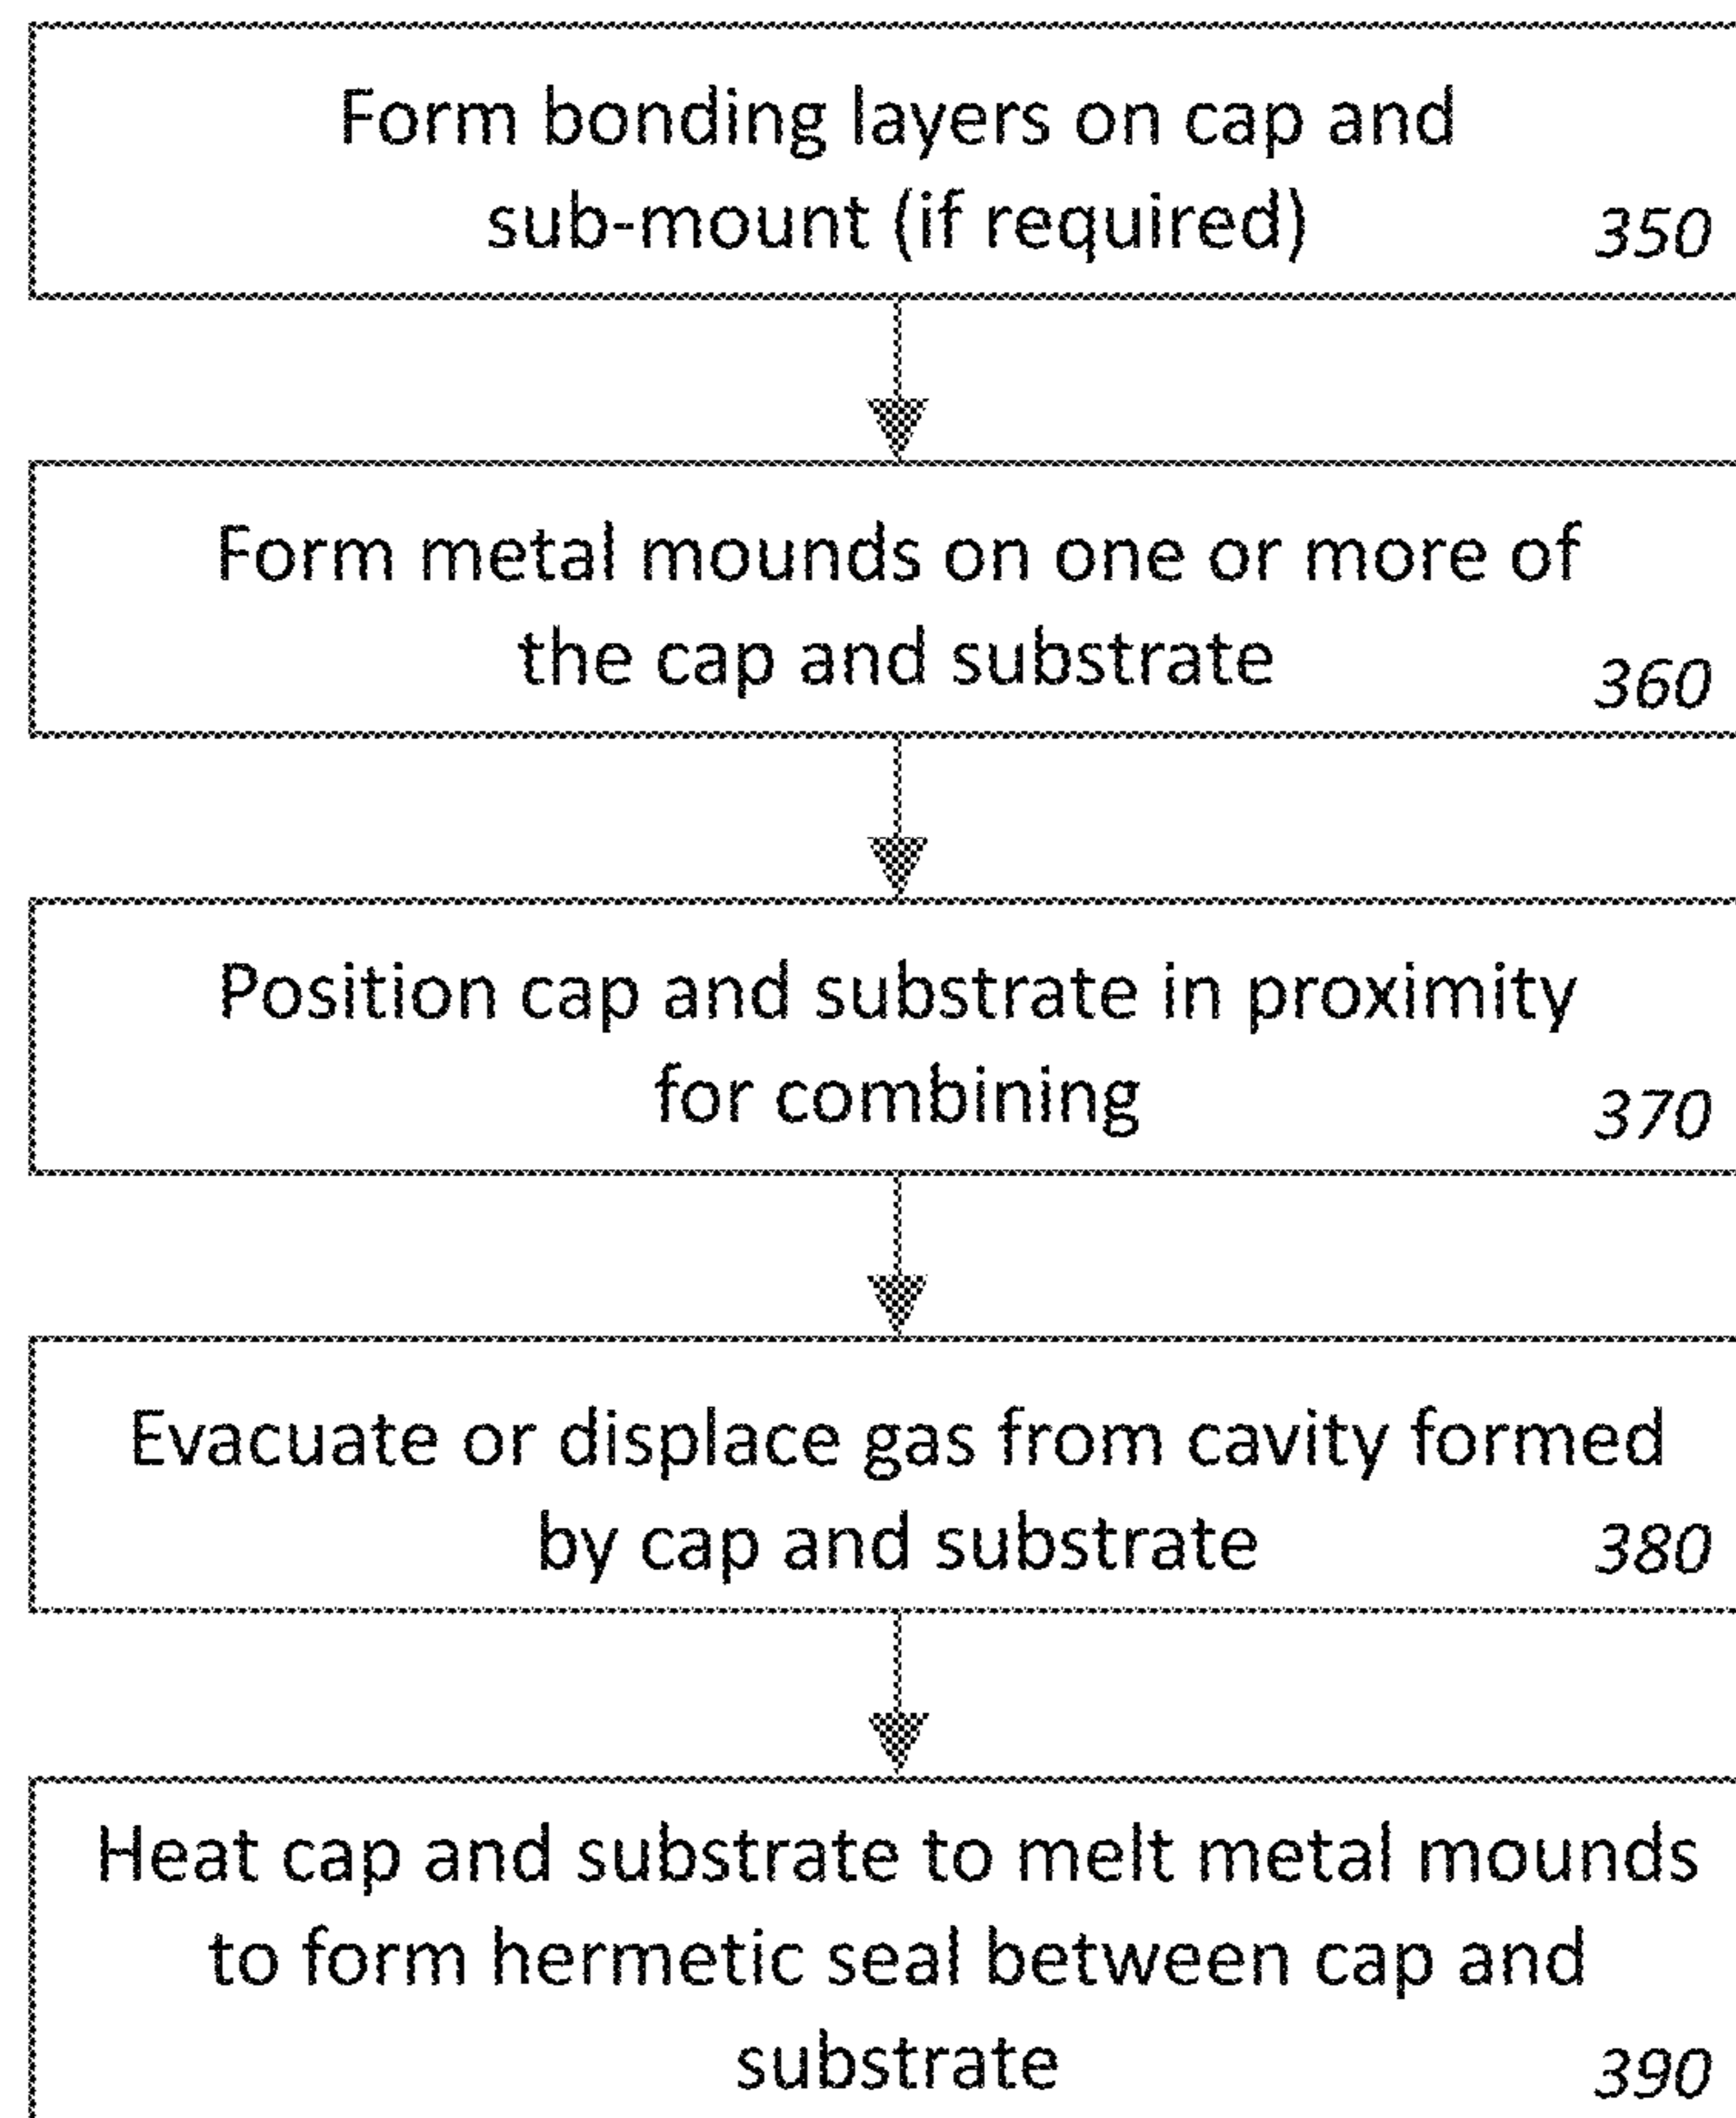 Form bonding layers on cap and
sub-mount (if required)
350
Form metal mounds on one or more of
the cap and substrate
360
Position cap and substrate in proximity
for combining
370
Evacuate or displace gas from cavity formed
by cap and substrate
380
Heat cap and substrate to melt metal mounds
to form hermetic seal between cap and
substrate
390